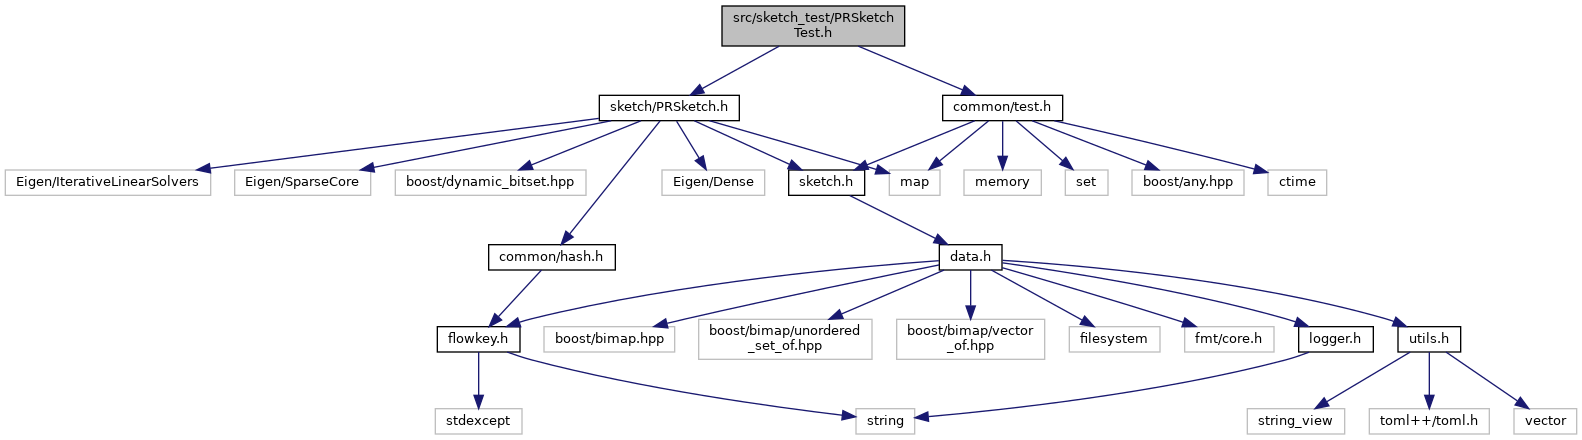 src/sketch_test/PRSketch
Test.h
sketch/PRSketch.h
common/test.h
Eigen/IterativeLinearSolvers
Eigen/SparseCore
boost/dynamic_bitset.hpp
Eigen/Dense
sketch.h
map
memory
set
boost/any.hpp
ctime
common/hash.h
data.h
flowkey.h
boost/bimap.hpp
boost/bimap/unordered
_set_of.hpp
boost/bimap/vector
_of.hpp
filesystem
fmt/core.h
logger.h
utils.h
stdexcept
string
string_view
toml++/toml.h
vector